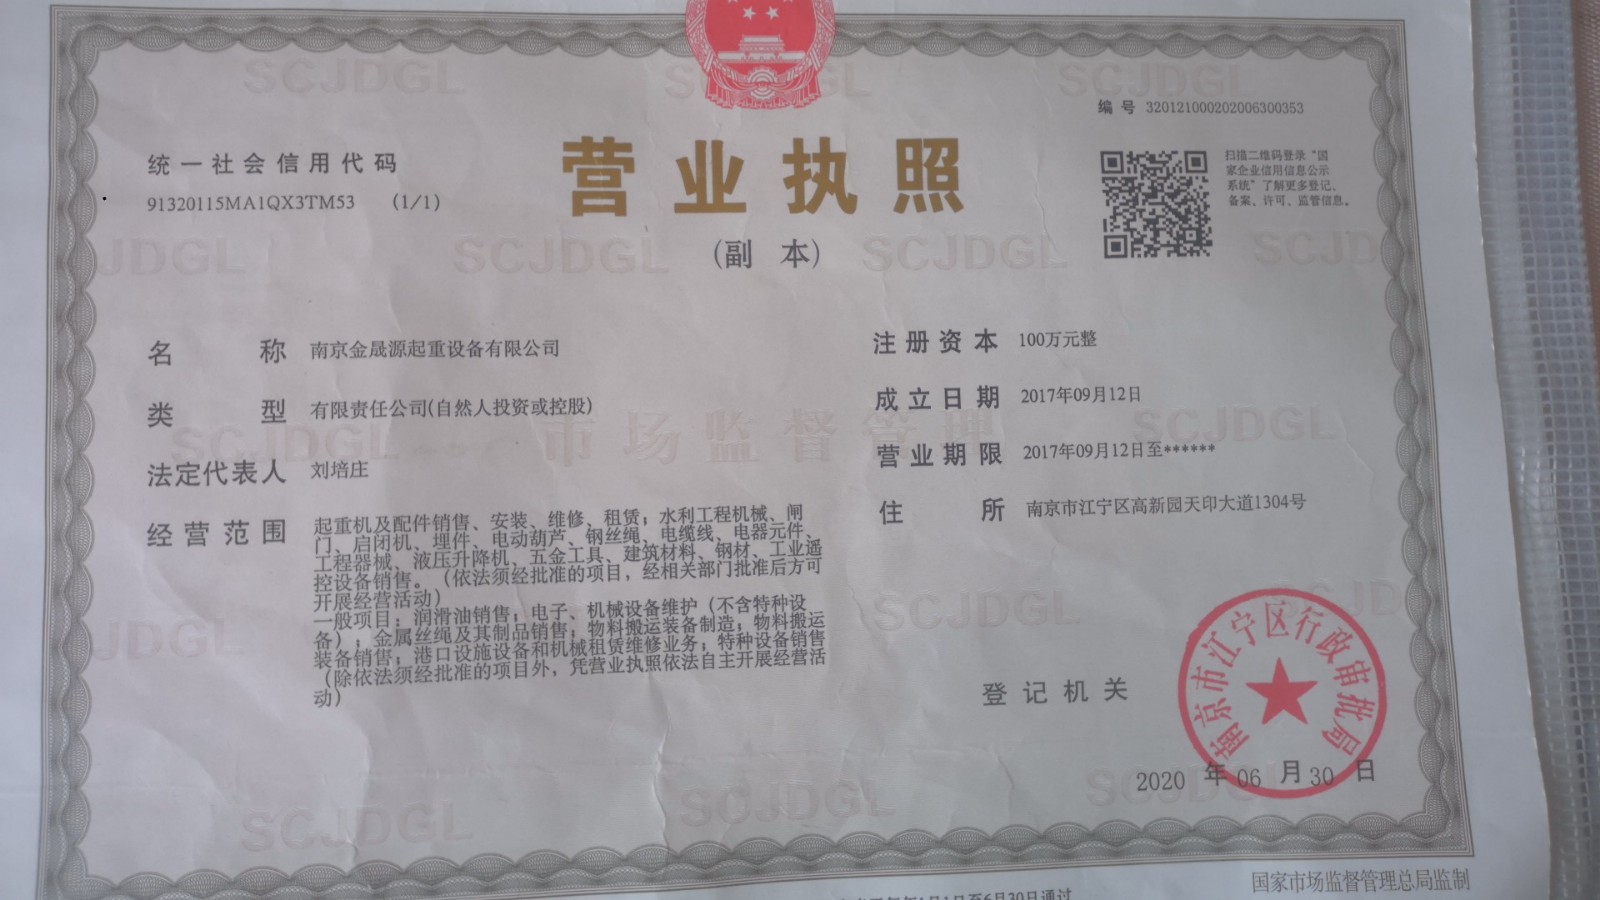 编号 320121000202006300353
统一社会信用代码
91320115MA1QX3TM53 (1/1)
营业执照
(副本)
扫描二维码登录“国
家企业信用信息公示
系统”了解更多登记、
备案、许可、监管信息。
名称 南京金晟源起重设备有限公司
类型 有限责任公司(自然人投资或控股)
法定代表人 刘培庄
经营范围 起重机及配件销售、安装、维修、租赁；水利工程机械、闸
门、启闭机、埋件、电动葫芦、钢丝绳、电缆线、电器元件、
工程器械、液压升降机、五金工具、建筑材料、钢材、工业遥
控设备销售。（依法须经批准的项目，经相关部门批准后方可
开展经营活动）
一般项目：润滑油销售；电子、机械设备维护（不含特种设
备）；金属丝绳及其制品销售；物料搬运装备制造；物料搬运
装备销售；港口设施设备和机械租赁维修业务；特种设备销售
（除依法须经批准的项目外，凭营业执照依法自主开展经营活
动）
注册资本 100万元整
成立日期 2017年09月12日
营业期限 2017年09月12日至******
住所 南京市江宁区高新园天印大道1304号
登记机关
南京市江宁区行政审批局
2020年06月30日
国家市场监督管理总局监制
SCJDGL
市场监督管理